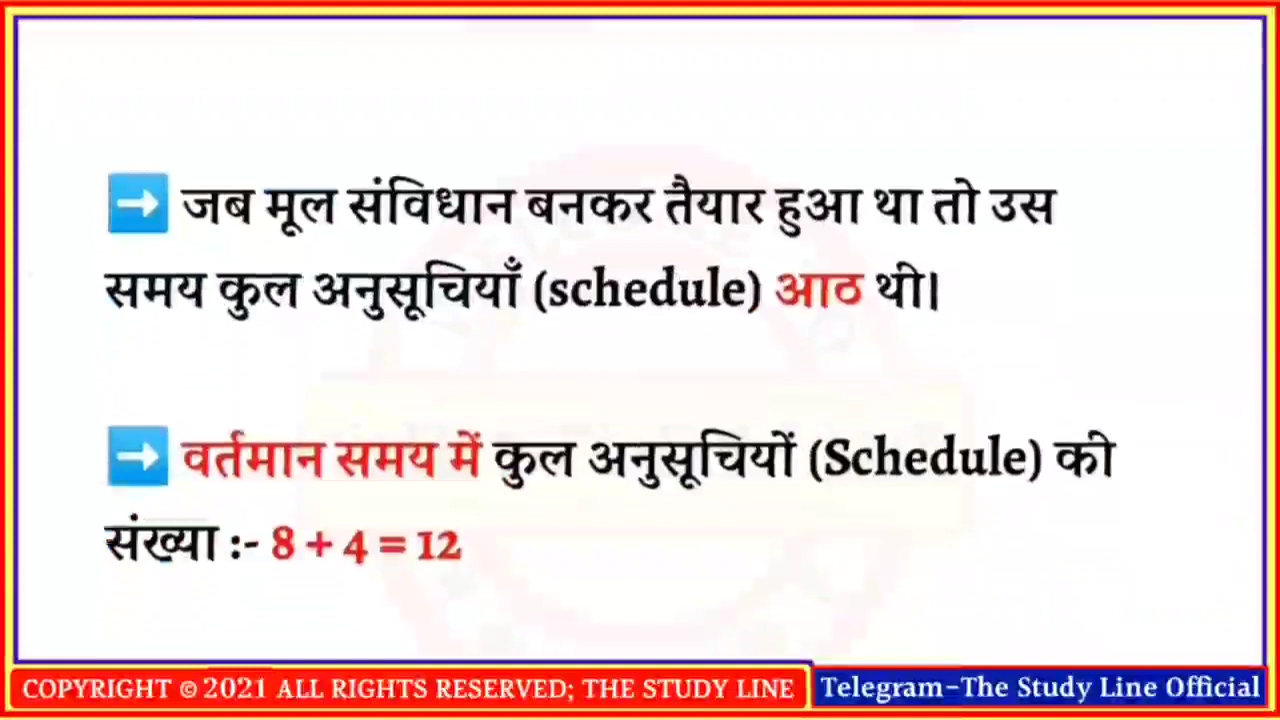 ➡ जब मूल संविधान बनकर तैयार हुआ था तो उस
समय कुल अनुसूचियाँ (schedule) आठ थी।
➡ वर्तमान समय में कुल अनुसूचियों (Schedule) की
संख्या :- 8 + 4 = 12
COPYRIGHT © 2021 ALL RIGHTS RESERVED; THE STUDY LINE
Telegram-The Study Line Official